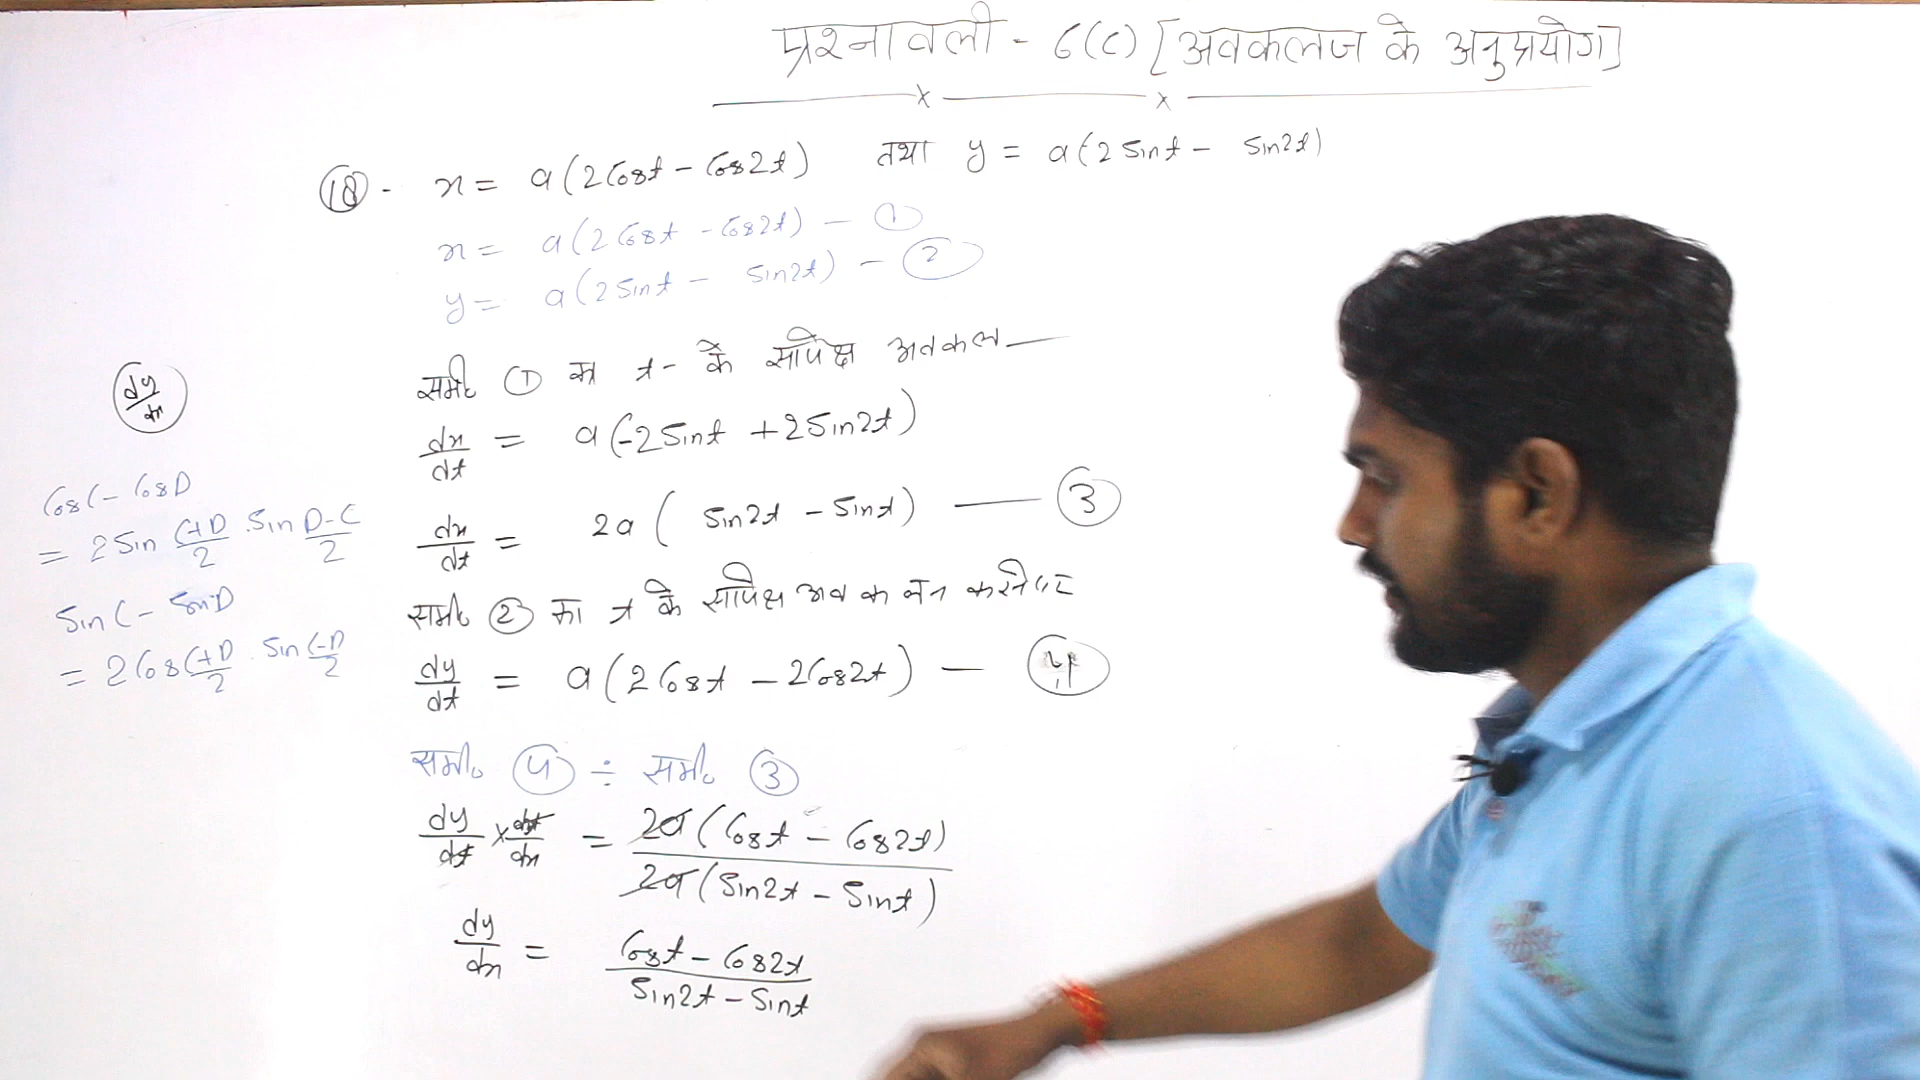 प्रश्नावली - 6(c) [अवकलज के अनुप्रयोग]
(18) - x = a(2Cost - Cos2t) तथा y = a(2Sint - Sin2t)
x = a(2Cost - Cos2t) - (1)
y = a(2Sint - Sin2t) - (2)
समी० (1) का t- के सापेक्ष अवकल—
dx/dt = a(-2Sint + 2Sin2t)
dx/dt = 2a( Sin2t - Sint) — (3)
समी० (2) का t के सापेक्ष अवकलन करने पर
dy/dt = a(2Cost - 2Cos2t) - (4)
समी० (4) ÷ समी० (3)
dy/dt × dt/dx = 2a(Cost - Cos2t) / 2a(Sin2t - Sint)
dy/dx = Cost - Cos2t / Sin2t - Sint
dy/dx
CosC - CosD
= 2Sin C+D/2 . Sin D-C/2
SinC - SinD
= 2Cos C+D/2 . Sin C-D/2